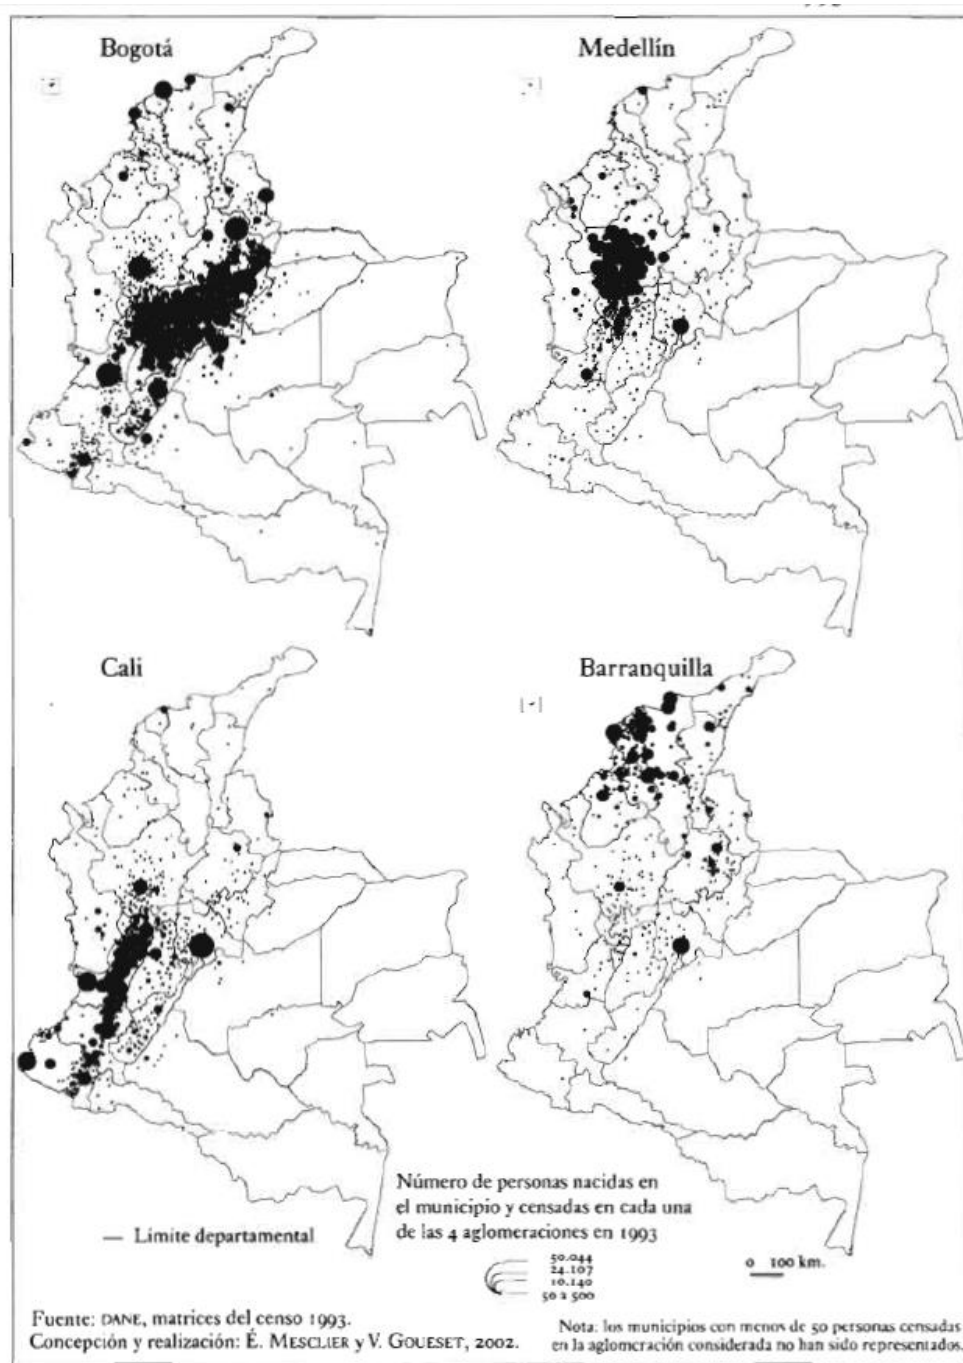 Bogotá
Medellín
Cali
Barranquilla
Número de personas nacidas en
el municipio y censadas en cada una
de las 4 aglomeraciones en 1993
— Límite departamental
50.044
24.107
10.140
50 a 500
0 100 km.
Fuente: DANE, matrices del censo 1993.
Concepción y realización: É. MESCLIER y V. GOUESET, 2002.
Nota: los municipios con menos de 50 personas censadas
en la aglomeración considerada no han sido representados.